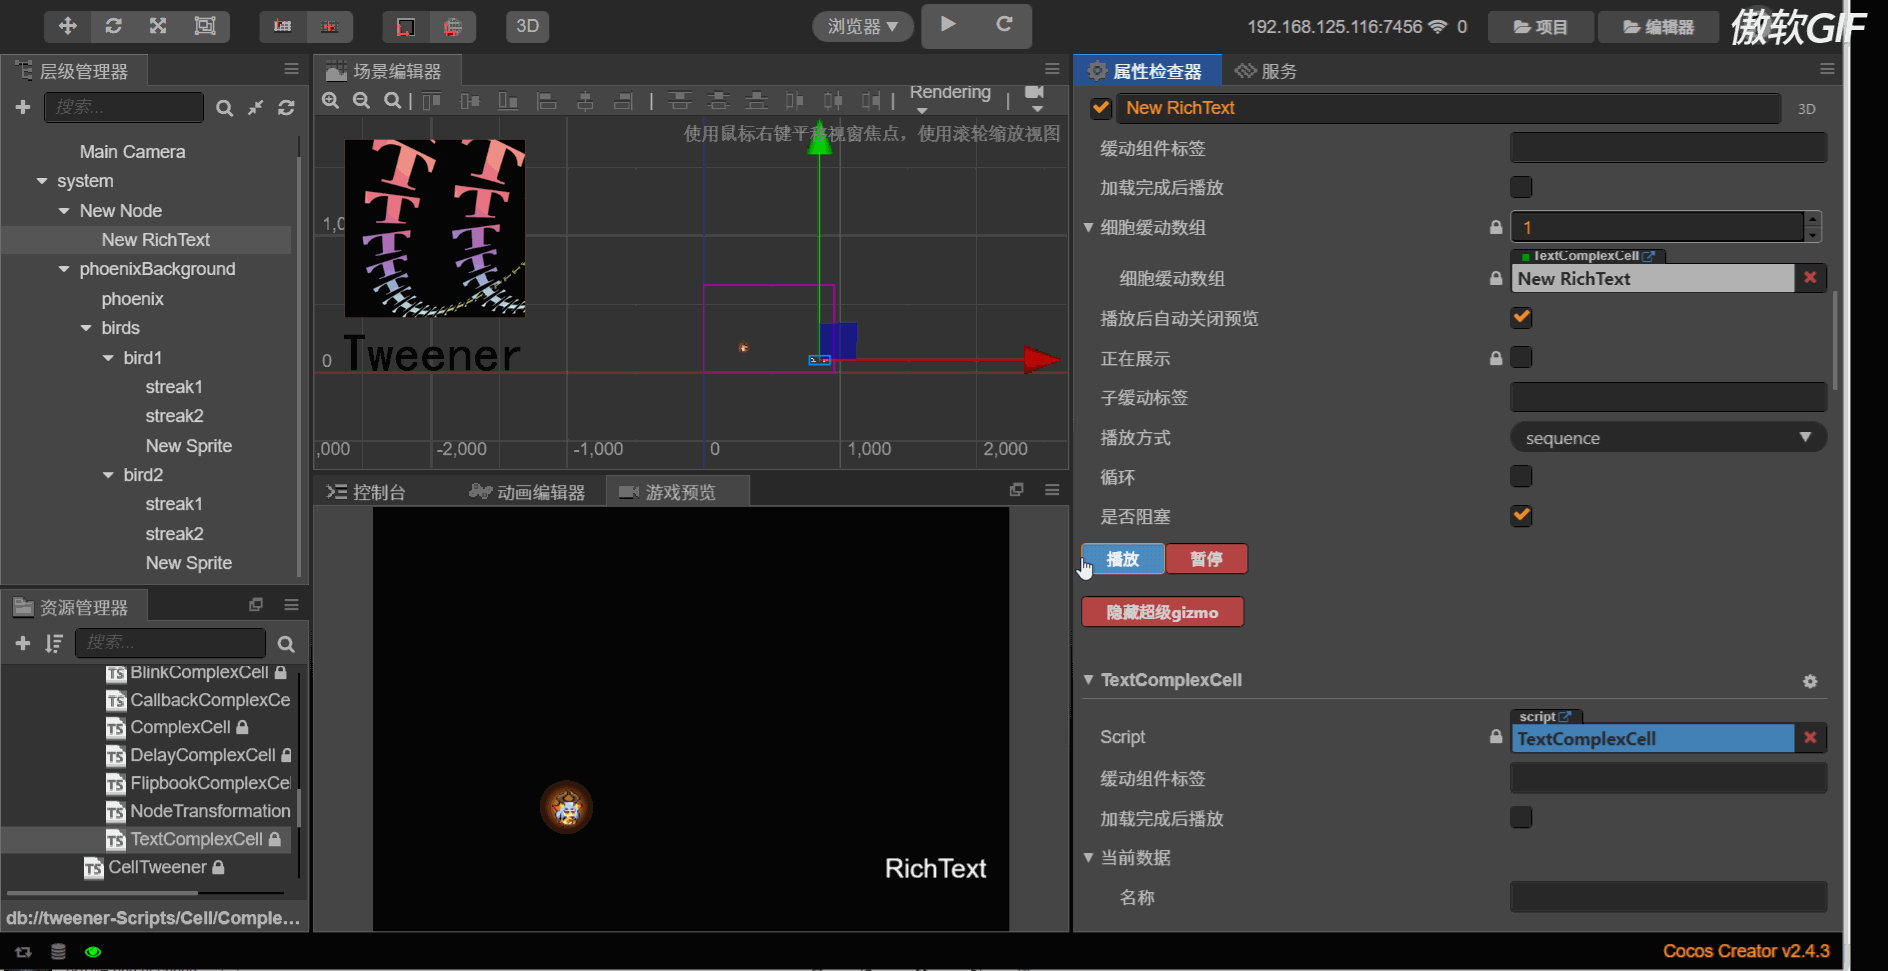 3D
浏览器
192.168.125.116:7456
0
项目
编辑器
傲软GIF
层级管理器
搜索...
Main Camera
system
New Node
New RichText
phoenixBackground
phoenix
birds
bird1
streak1
streak2
New Sprite
bird2
streak1
streak2
New Sprite
资源管理器
搜索...
BlinkComplexCell
CallbackComplexCe
ComplexCell
DelayComplexCell
FlipbookComplexCel
NodeTransformation
TextComplexCell
CellTweener
db://tweener-Scripts/Cell/Comple...
场景编辑器
Rendering
使用鼠标右键平移视窗焦点，使用滚轮缩放视图
1,0
0
Tweener
,000
-2,000
-1,000
0
1,000
2,000
控制台
动画编辑器
游戏预览
RichText
属性检查器
服务
New RichText
3D
缓动组件标签
加载完成后播放
细胞缓动数组
1
TextComplexCell
细胞缓动数组
New RichText
播放后自动关闭预览
正在展示
子缓动标签
播放方式
sequence
循环
是否阻塞
播放
暂停
隐藏超级gizmo
TextComplexCell
script
Script
TextComplexCell
缓动组件标签
加载完成后播放
当前数据
名称
Cocos Creator v2.4.3